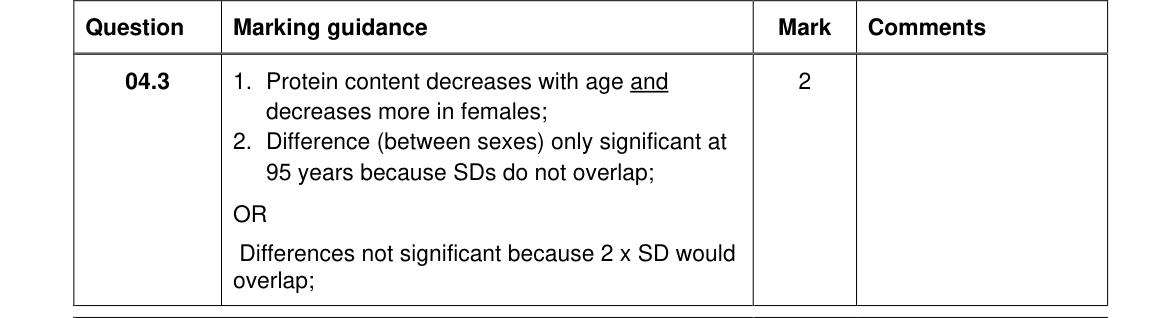 Question Marking guidance Mark Comments
04.3 1. Protein content decreases with age and 2
decreases more in females;
2. Difference (between sexes) only significant at
95 years because SDs do not overlap;
OR
Differences not significant because 2 x SD would
overlap;